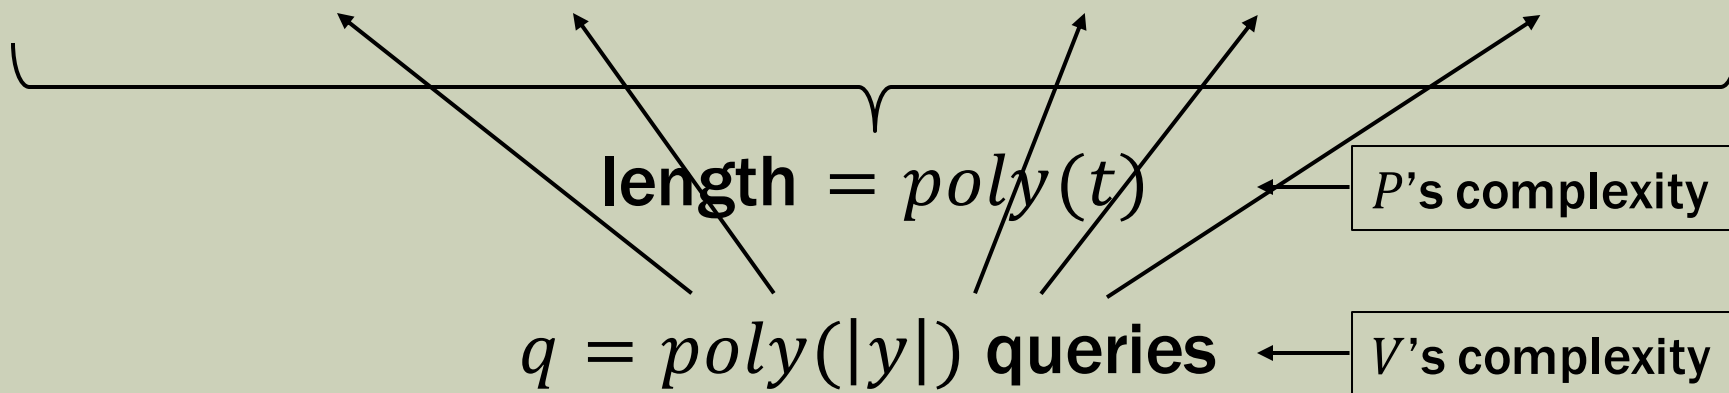 length = poly(t)
P's complexity
q = poly(|y|) queries
V's complexity